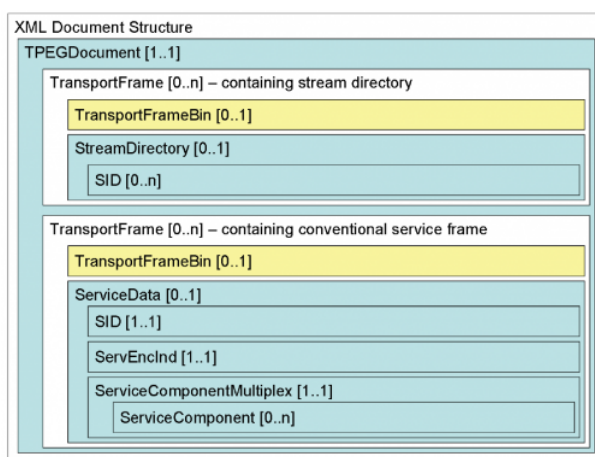 XML Document Structure
TPEGDocument [1..1]
TransportFrame [0..n] – containing stream directory
TransportFrameBin [0..1]
StreamDirectory [0..1]
SID [0..n]
TransportFrame [0..n] – containing conventional service frame
TransportFrameBin [0..1]
ServiceData [0..1]
SID [1..1]
ServEncInd [1..1]
ServiceComponentMultiplex [1..1]
ServiceComponent [0..n]